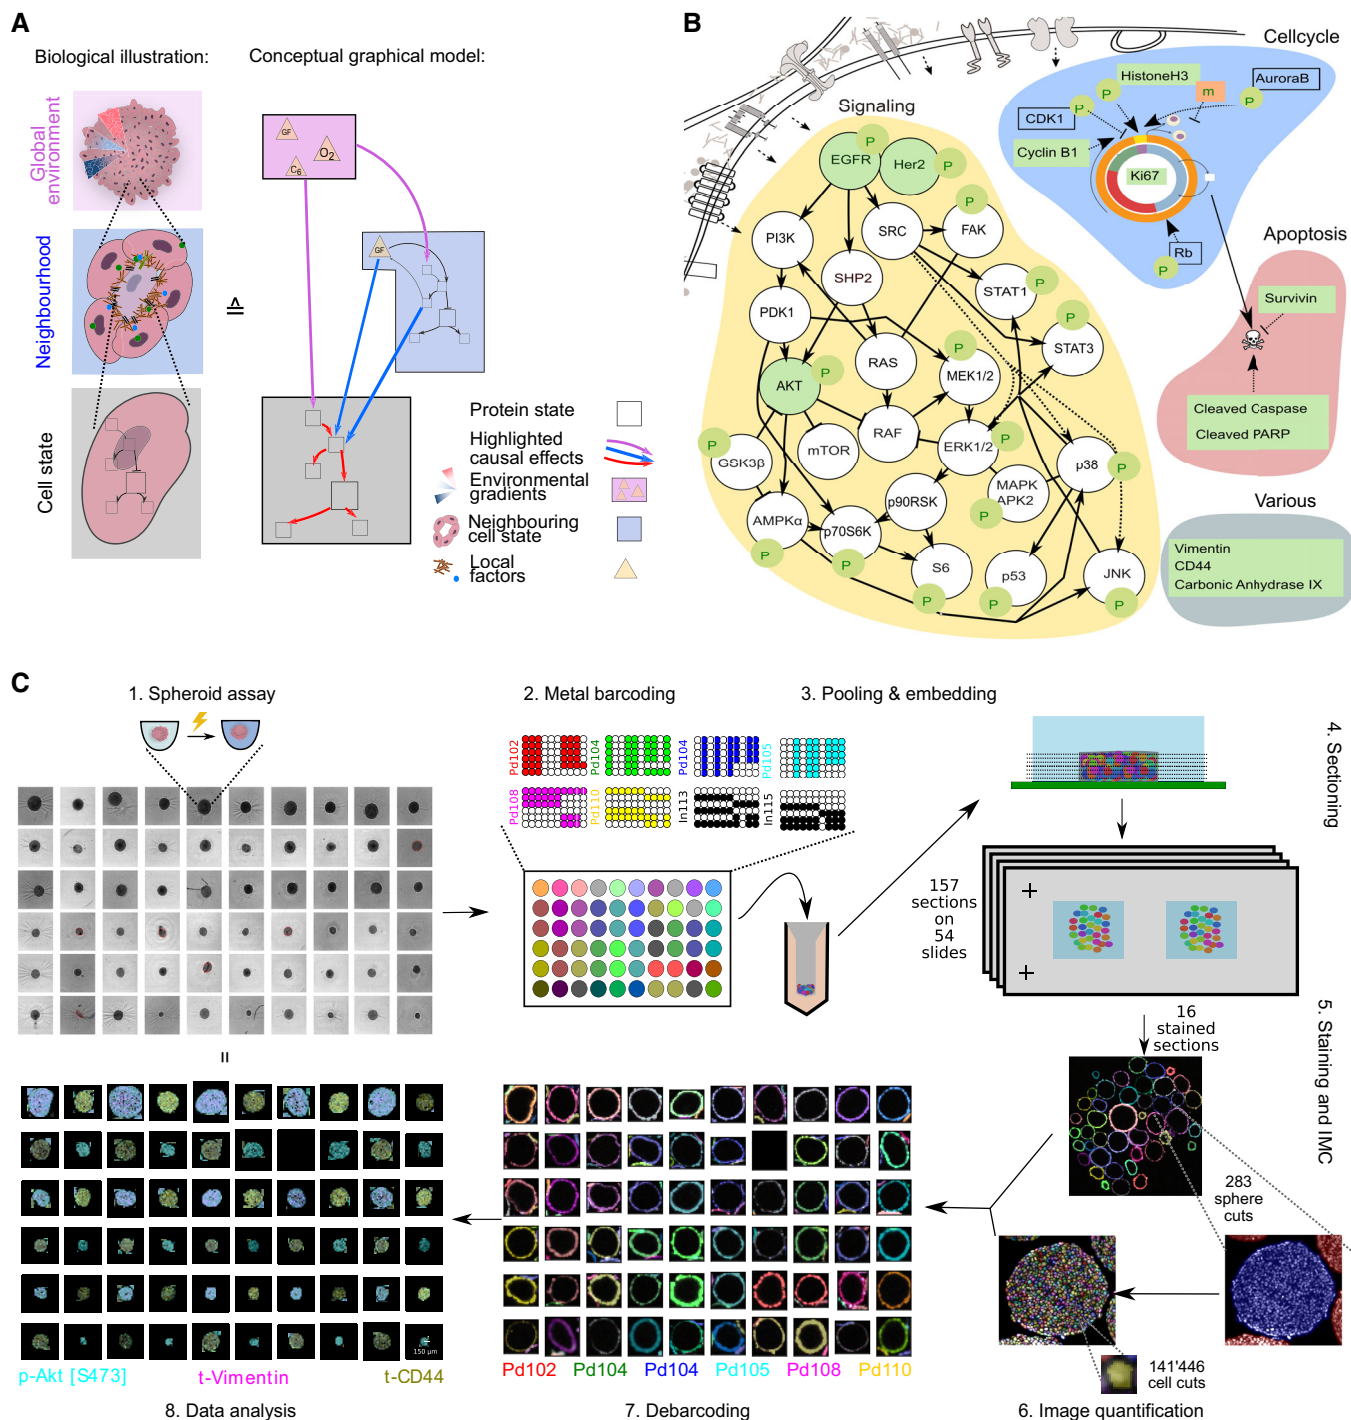 A
Biological illustration:
Conceptual graphical model:
Global
environment
Neighbourhood
Cell state
GF
O2
C6
≙
GF
Protein state
Highlighted
causal effects
Environmental
gradients
Neighbouring
cell state
Local
factors
B
Signaling
EGFR
P
Her2
P
PI3K
SRC
FAK
P
SHP2
STAT1
P
PDK1
STAT3
P
RAS
MEK1/2
P
AKT
P
RAF
mTOR
ERK1/2
P
GSK3β
P
p38
P
MAPK
APK2
P
p90RSK
AMPKα
P
p70S6K
P
S6
P
p53
P
JNK
P
Cellcycle
HistoneH3
P
m
AuroraB
P
CDK1
P
Cyclin B1
Ki67
Rb
P
Apoptosis
Survivin
Cleaved Caspase
Cleaved PARP
Various
Vimentin
CD44
Carbonic Anhydrase IX
C
1. Spheroid assay
2. Metal barcoding
3. Pooling & embedding
4. Sectioning
Pd102
Pd104
Pd104
Pd105
Pd108
Pd110
In113
In115
157
sections
on
54
slides
5. Staining and IMC
16
stained
sections
283
sphere
cuts
141'446
cell cuts
=
150 µm
p-Akt [S473]
t-Vimentin
t-CD44
Pd102
Pd104
Pd104
Pd105
Pd108
Pd110
8. Data analysis
7. Debarcoding
6. Image quantification